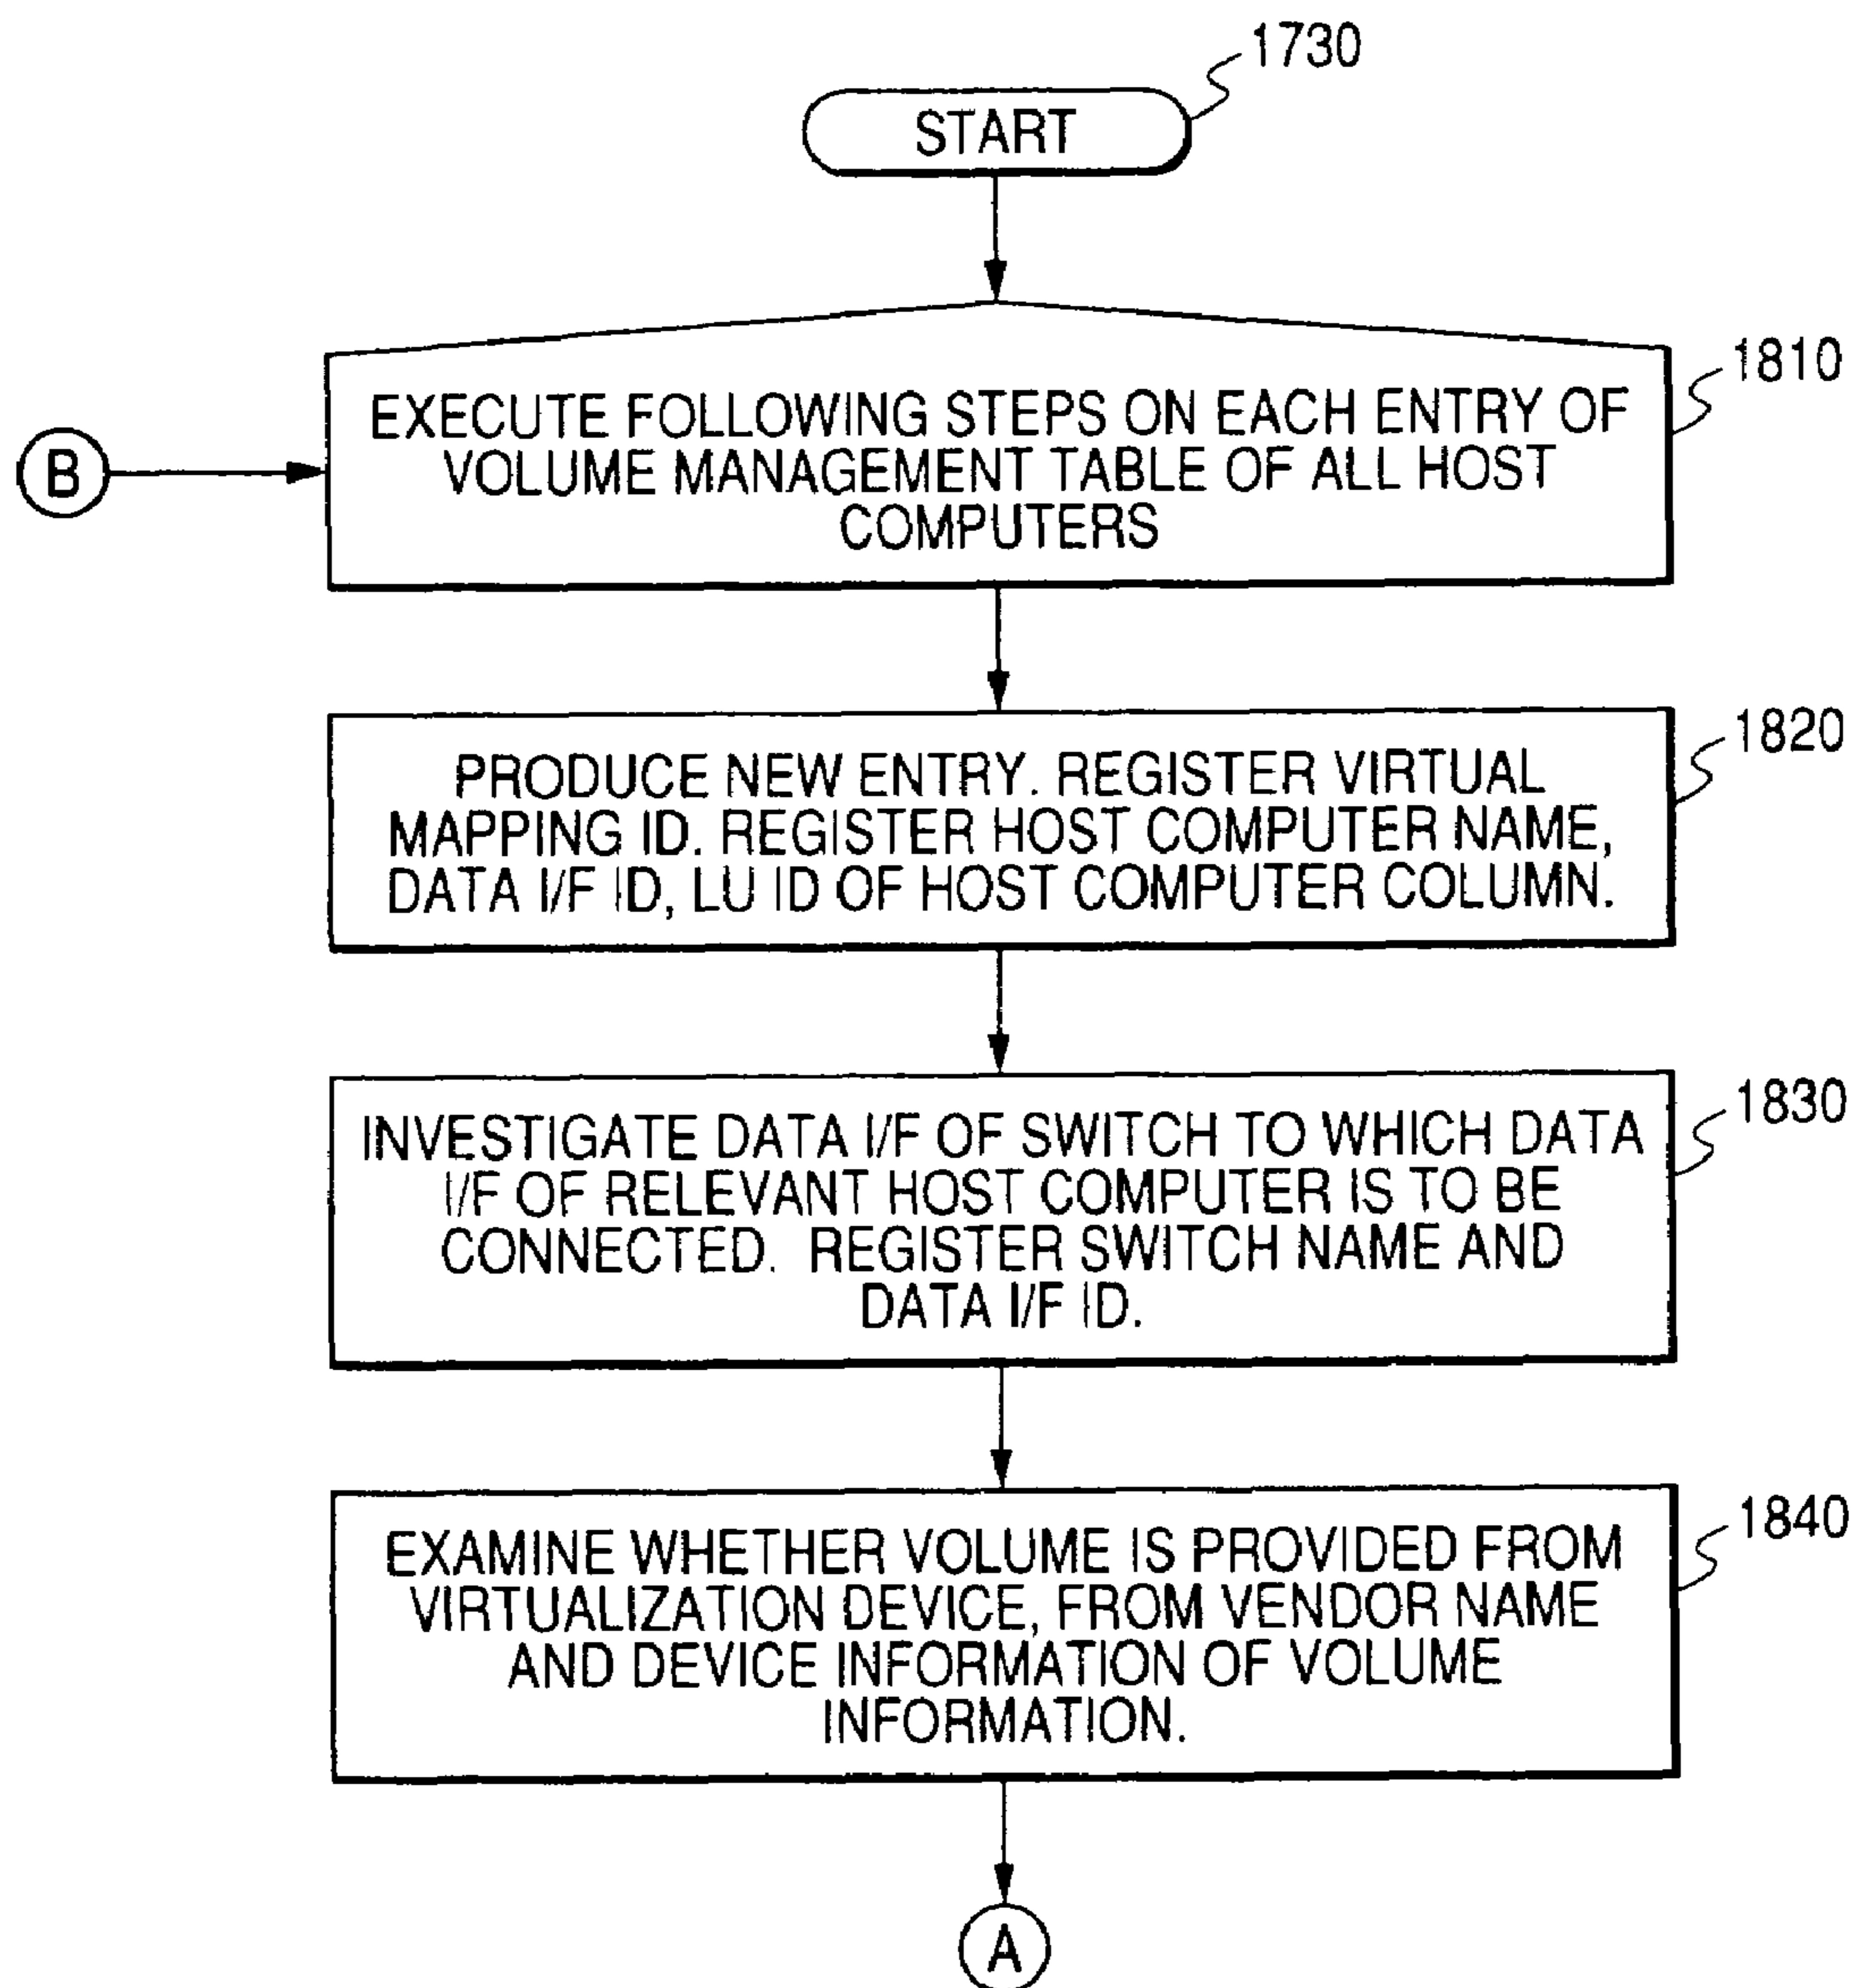 1730
START
1810
EXECUTE FOLLOWING STEPS ON EACH ENTRY OF
VOLUME MANAGEMENT TABLE OF ALL HOST
COMPUTERS
B
1820
PRODUCE NEW ENTRY. REGISTER VIRTUAL
MAPPING ID. REGISTER HOST COMPUTER NAME,
DATA I/F ID, LU ID OF HOST COMPUTER COLUMN.
1830
INVESTIGATE DATA I/F OF SWITCH TO WHICH DATA
I/F OF RELEVANT HOST COMPUTER IS TO BE
CONNECTED. REGISTER SWITCH NAME AND
DATA I/F ID.
1840
EXAMINE WHETHER VOLUME IS PROVIDED FROM
VIRTUALIZATION DEVICE, FROM VENDOR NAME
AND DEVICE INFORMATION OF VOLUME
INFORMATION.
A